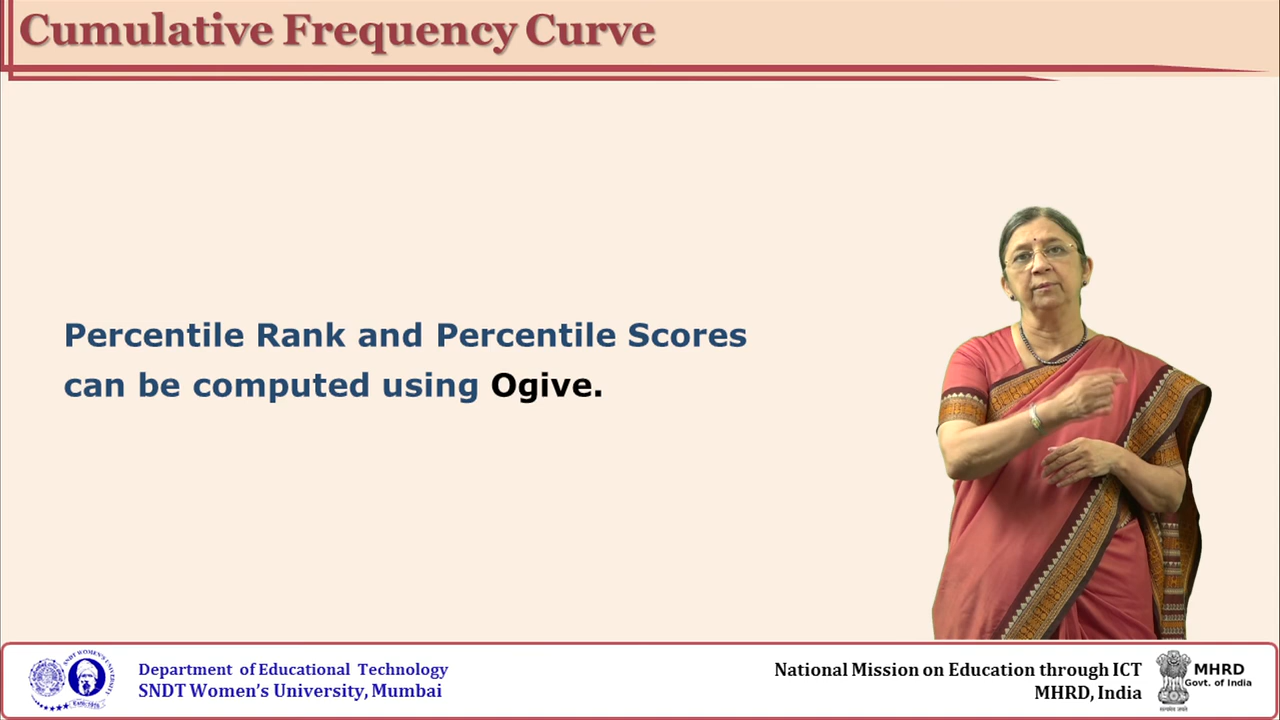 Cumulative Frequency Curve
Percentile Rank and Percentile Scores
can be computed using Ogive.
Department of Educational Technology
SNDT Women's University, Mumbai
National Mission on Education through ICT
MHRD, India
MHRD
Govt. of India